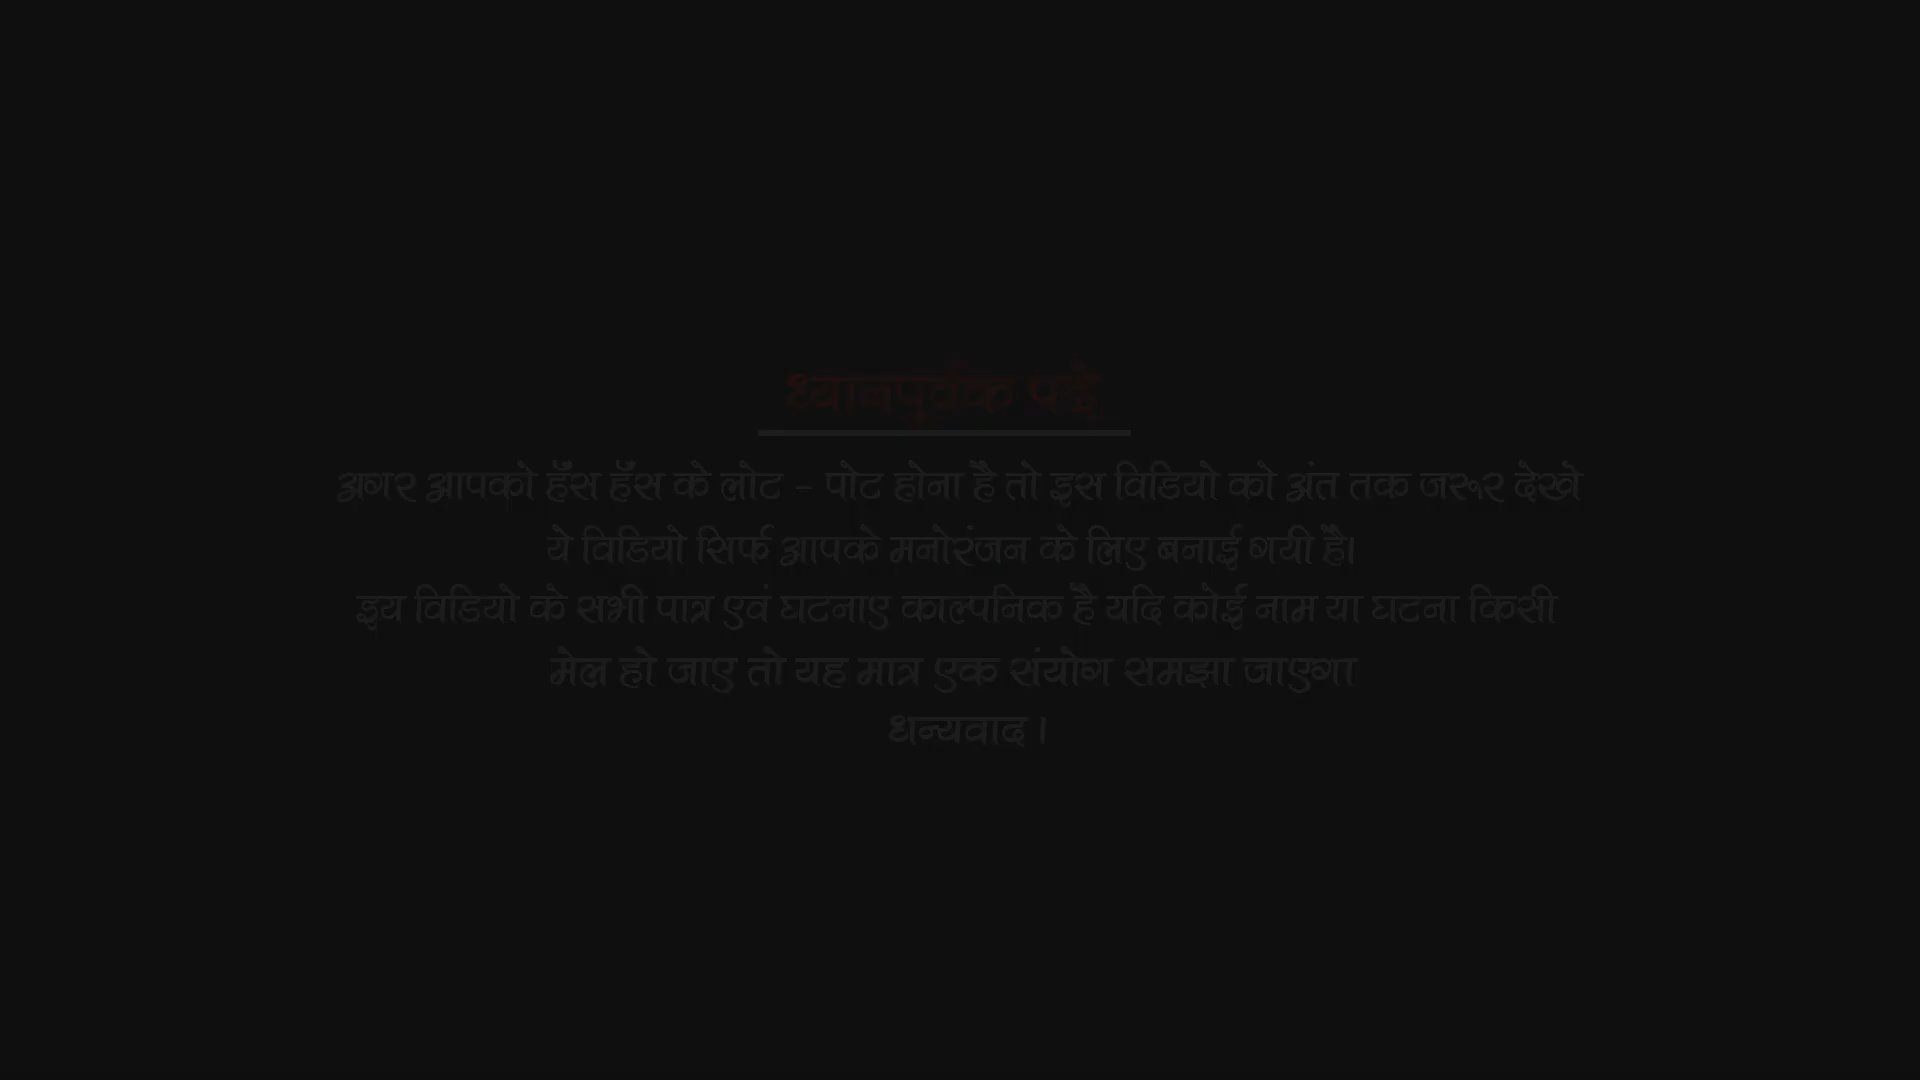 ध्यानपूर्वक पढ़े
अगर आपको हँस हँस के लोट - पोट होना है तो इस विडियो को अंत तक जरूर देखे
ये विडियो सिर्फ आपके मनोरंजन के लिए बनाई गयी है।
इय विडियो के सभी पात्र एवं घटनाए काल्पनिक है यदि कोई नाम या घटना किसी
मेल हो जाए तो यह मात्र एक संयोग समझा जाएगा
धन्यवाद ।